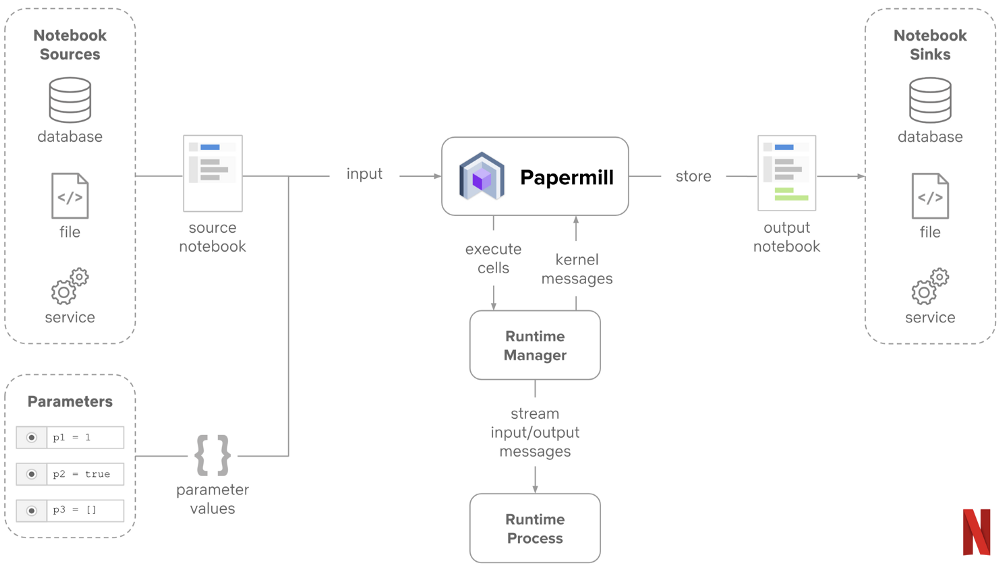 Notebook
Sources
database
</>
file
service
source
notebook
Parameters
p1 = 1
p2 = true
p3 = []
{ }
parameter
values
input
Papermill
execute
cells
kernel
messages
Runtime
Manager
stream
input/output
messages
Runtime
Process
store
output
notebook
Notebook
Sinks
database
</>
file
service
N